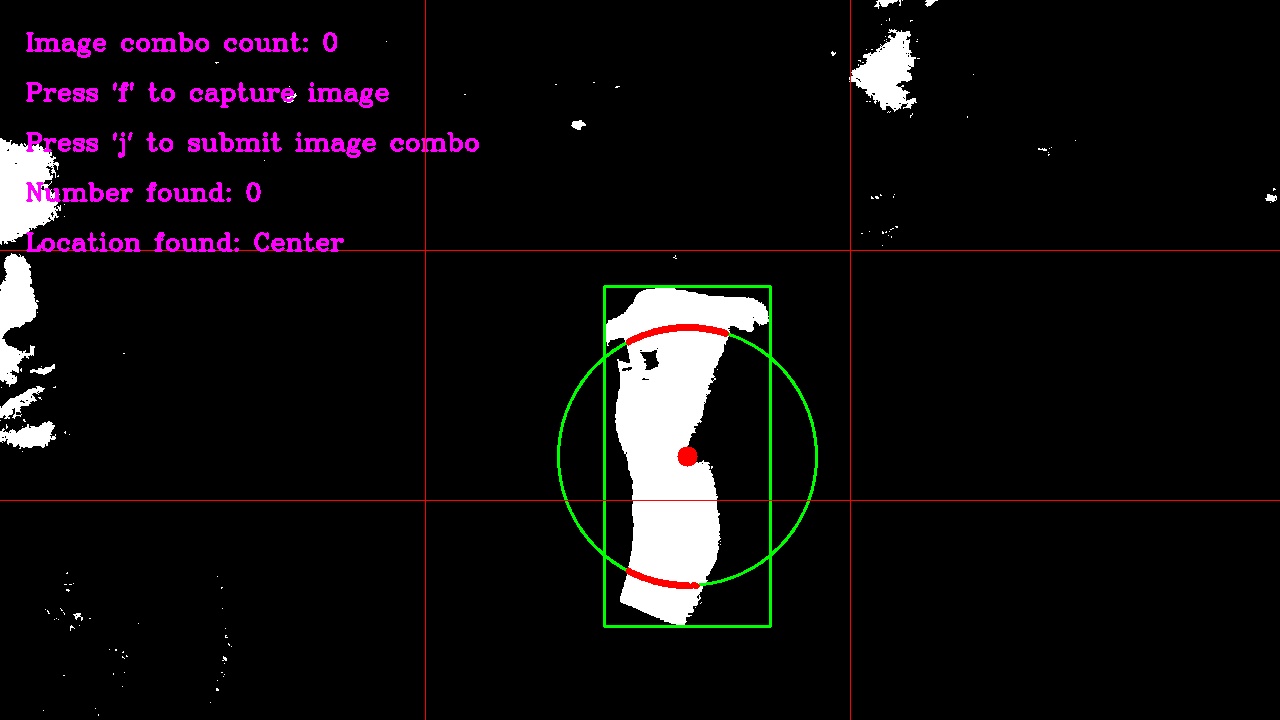 Image combo count: 0
Press 'f' to capture image
Press 'j' to submit image combo
Number found: 0
Location found: Center